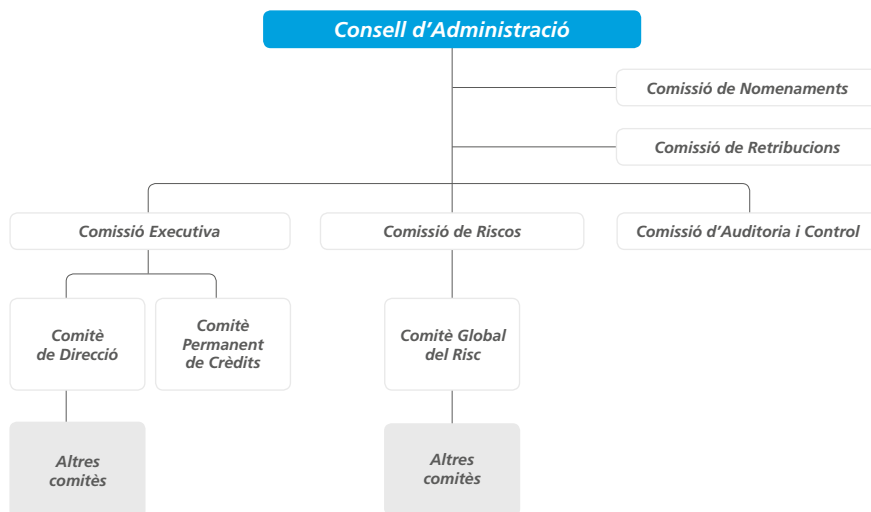 Consell d'Administració
Comissió de Nomenaments
Comissió de Retribucions
Comissió Executiva
Comissió de Riscos
Comissió d'Auditoria i Control
Comitè
de Direcció
Comitè
Permanent
de Crèdits
Comitè Global
del Risc
Altres
comitès
Altres
comitès